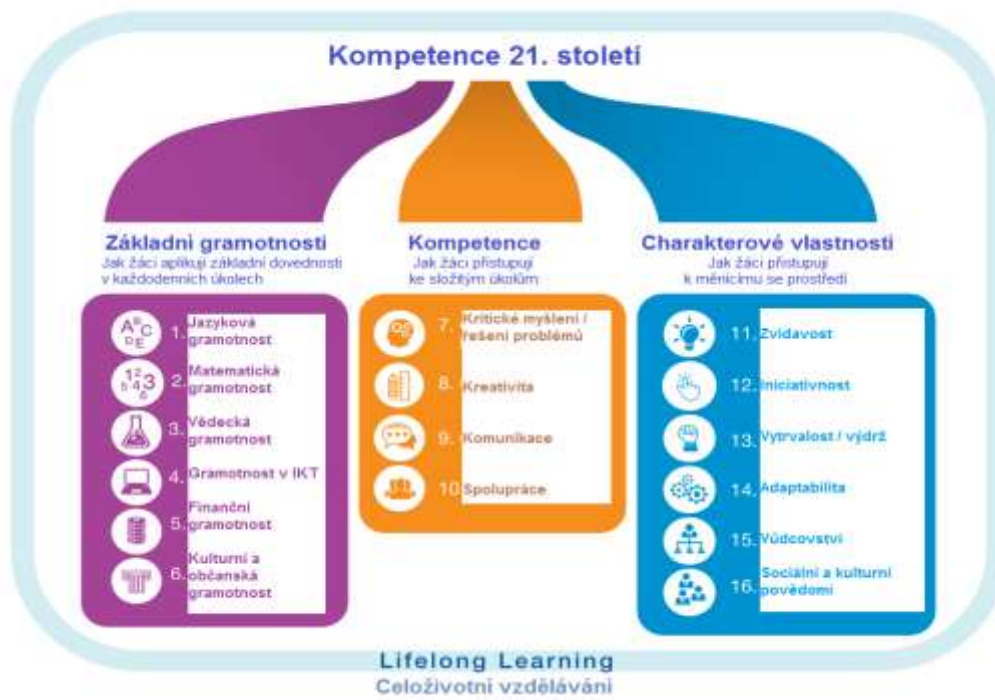 Kompetence 21. století
Základní gramotnosti
Jak žáci aplikují základní dovednosti
v každodenních úkolech
1. Jazyková
gramotnost
2. Matematická
gramotnost
3. Vědecká
gramotnost
4. Gramotnost v IKT
5. Finanční
gramotnost
6. Kulturní a
občanská
gramotnost
Kompetence
Jak žáci přistupují
ke složitým úkolům
7. Kritické myšlení /
řešení problémů
8. Kreativita
9. Komunikace
10. Spolupráce
Charakterové vlastnosti
Jak žáci přistupují
k měnícímu se prostředí
11. Zvídavost
12. Iniciativnost
13. Vytrvalost / výdrž
14. Adaptabilita
15. Vůdcovství
16. Sociální a kulturní
povědomí
Lifelong Learning
Celoživotní vzdělávání